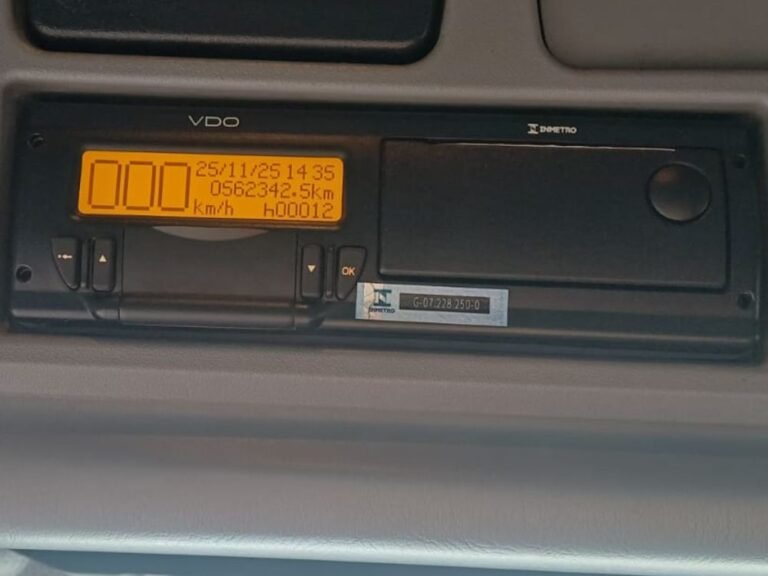 VDO
INMETRO
000
25/11/25 14 35
0562342.5km
km/h h00012
OK
INMETRO
G-07.228.250-0